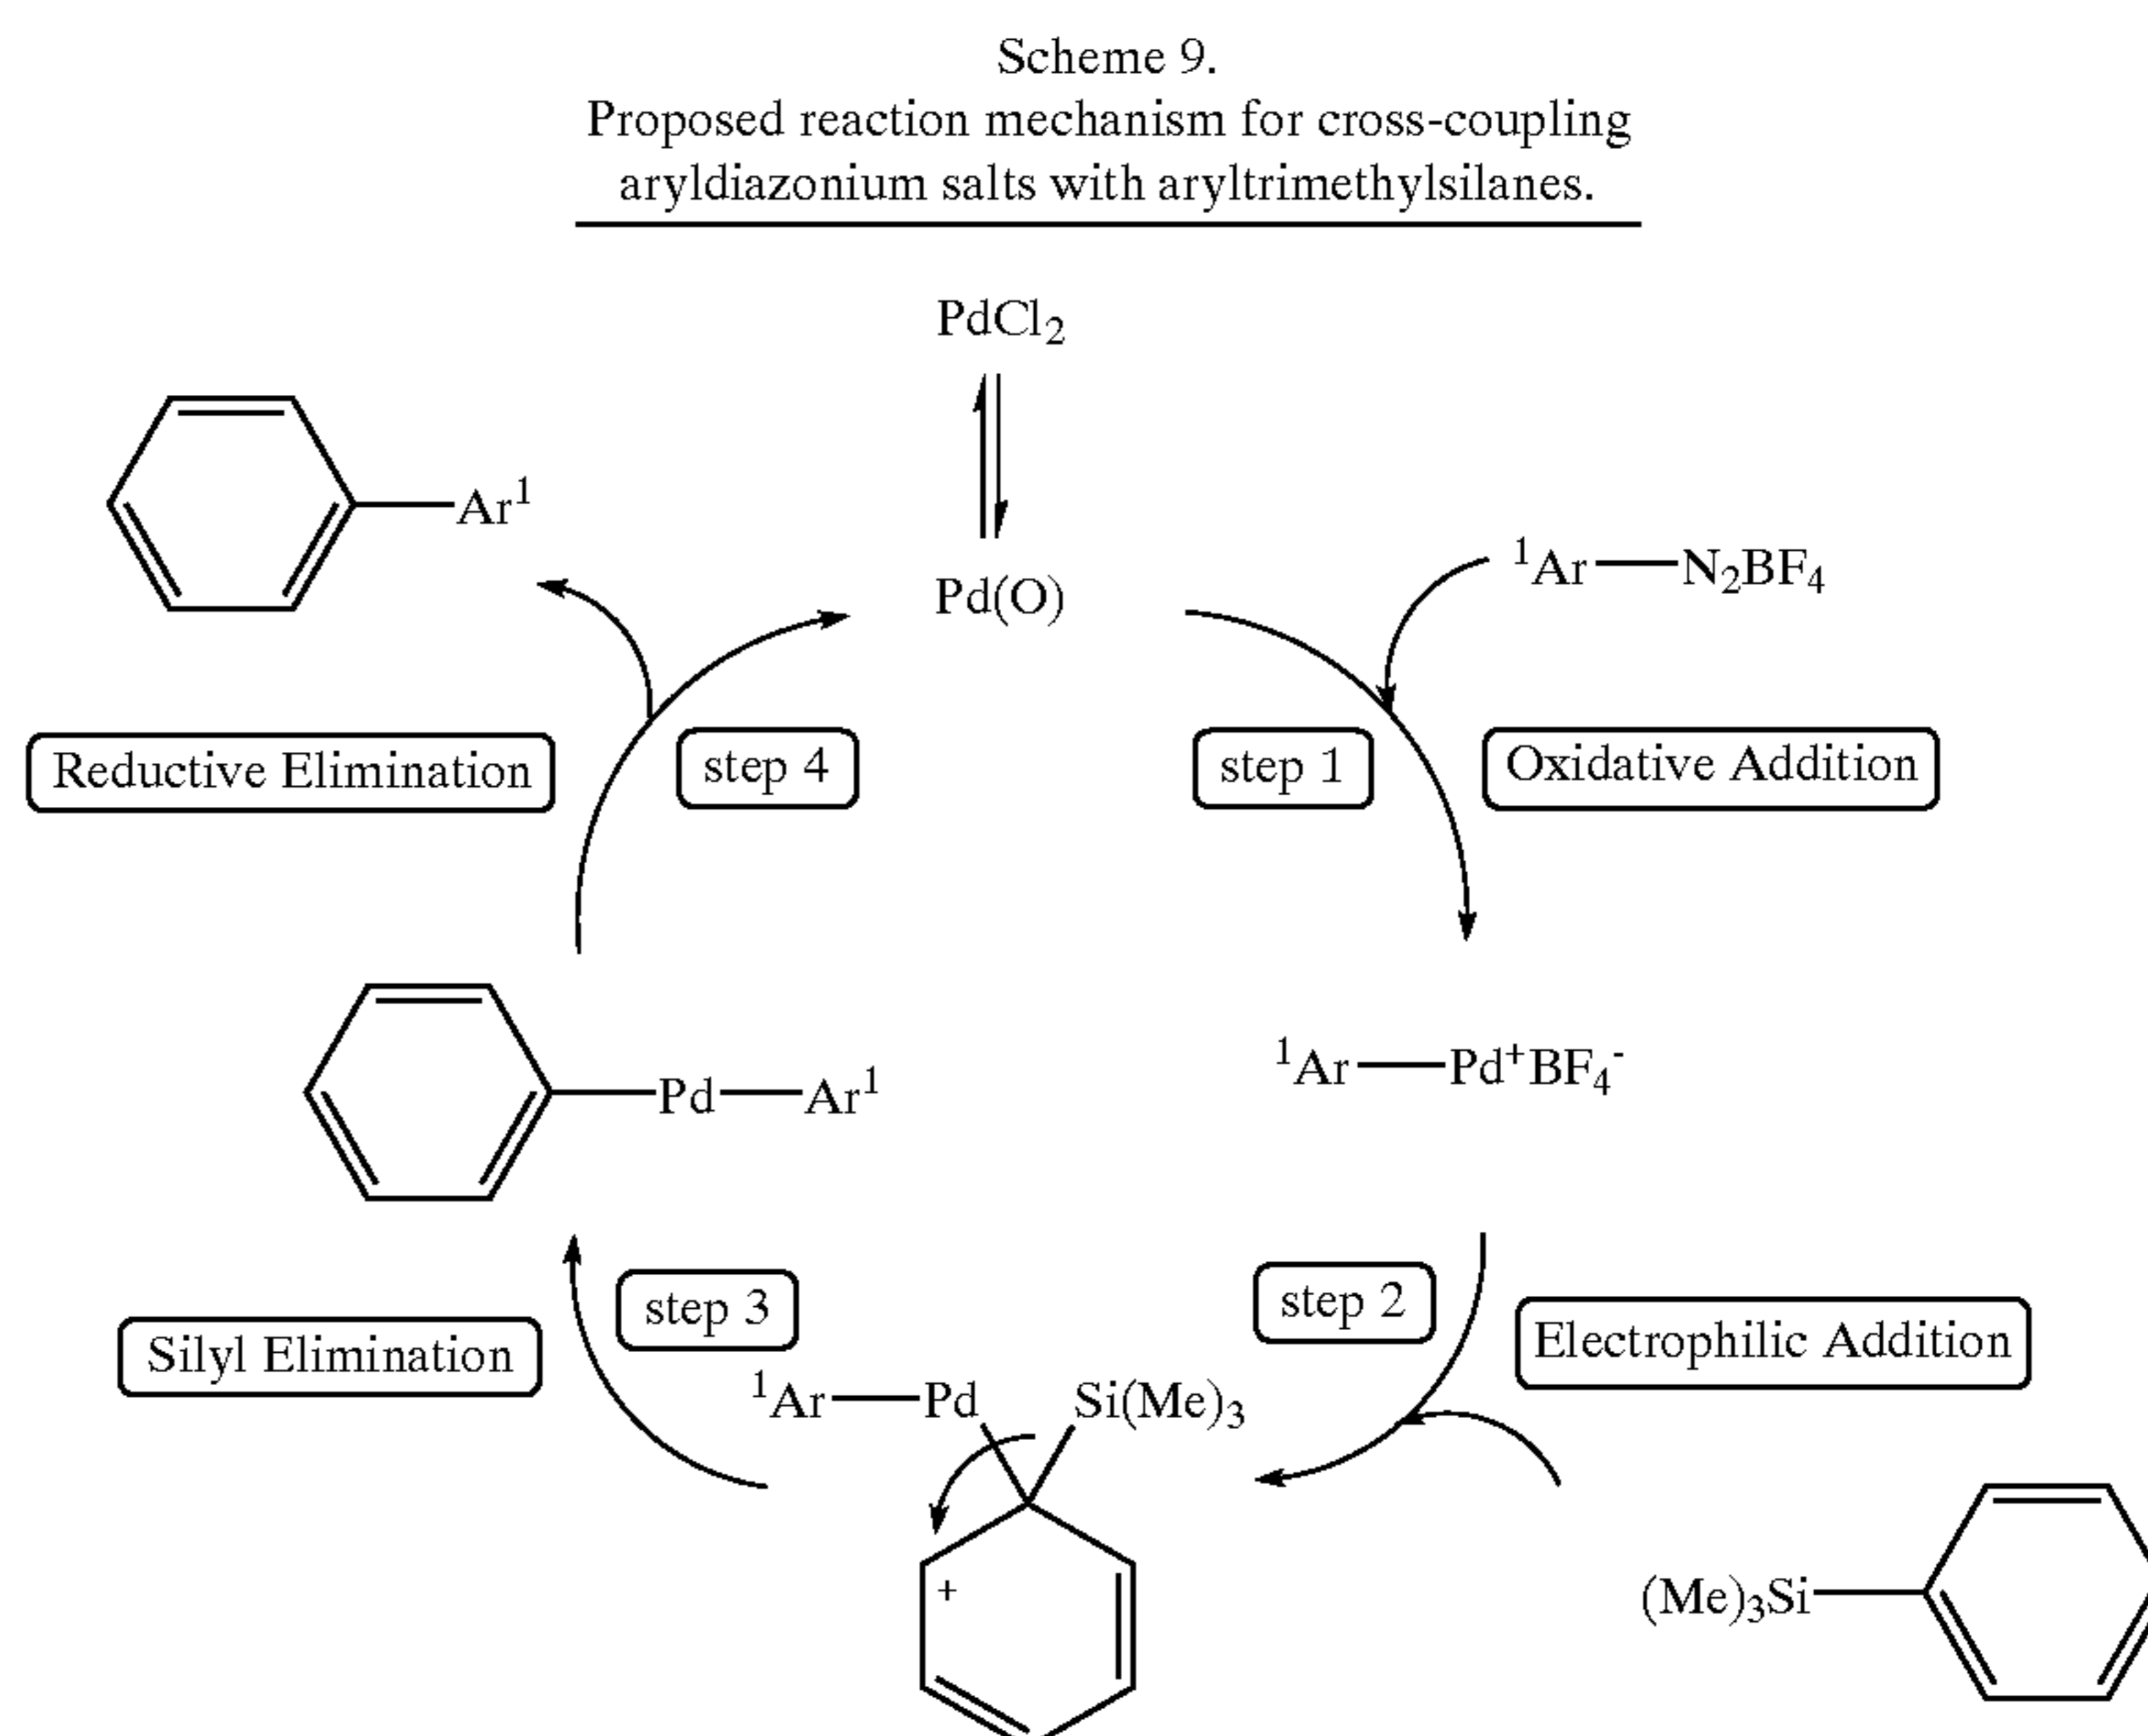 Scheme 9.
Proposed reaction mechanism for cross-coupling
aryldiazonium salts with aryltrimethylsilanes.
PdCl₂
Ar¹
Pd(O)
¹Ar—N₂BF₄
Reductive Elimination
step 4
step 1
Oxidative Addition
Pd—Ar¹
¹Ar—Pd⁺BF₄⁻
step 3
step 2
Silyl Elimination
Electrophilic Addition
¹Ar—Pd
Si(Me)₃
+
(Me)₃Si